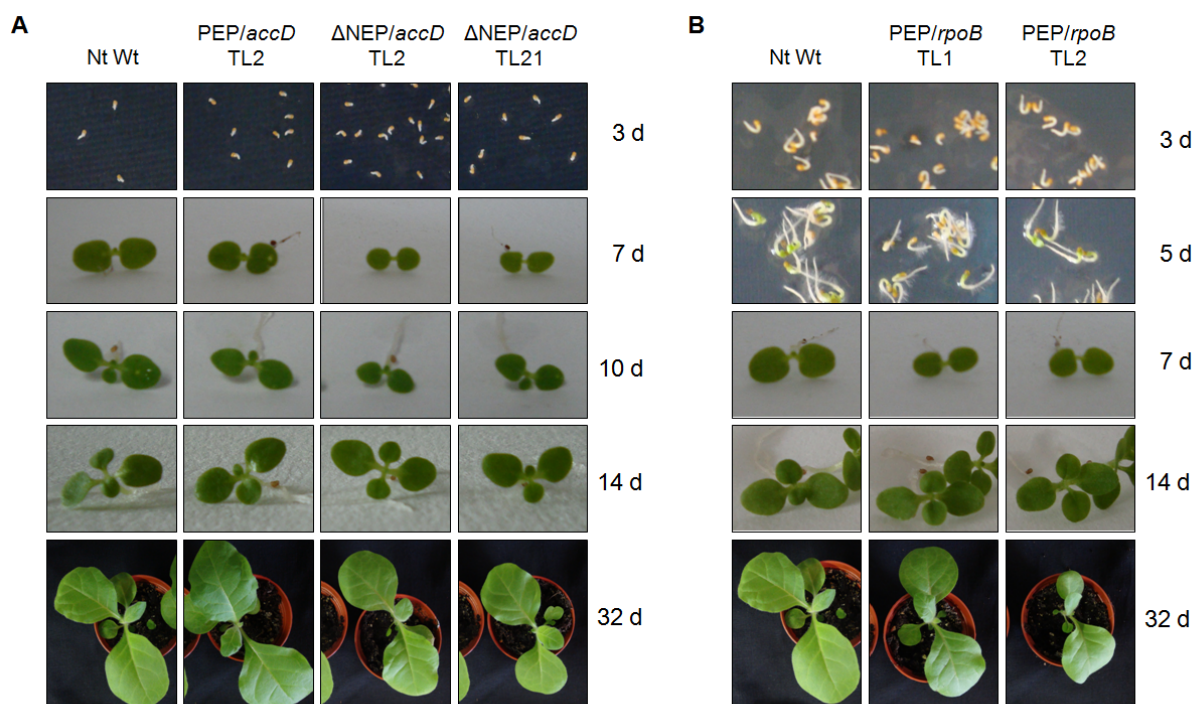 A
Nt Wt
PEP/accD
TL2
ΔNEP/accD
TL2
ΔNEP/accD
TL21
3 d
7 d
10 d
14 d
32 d
B
Nt Wt
PEP/rpoB
TL1
PEP/rpoB
TL2
3 d
5 d
7 d
14 d
32 d